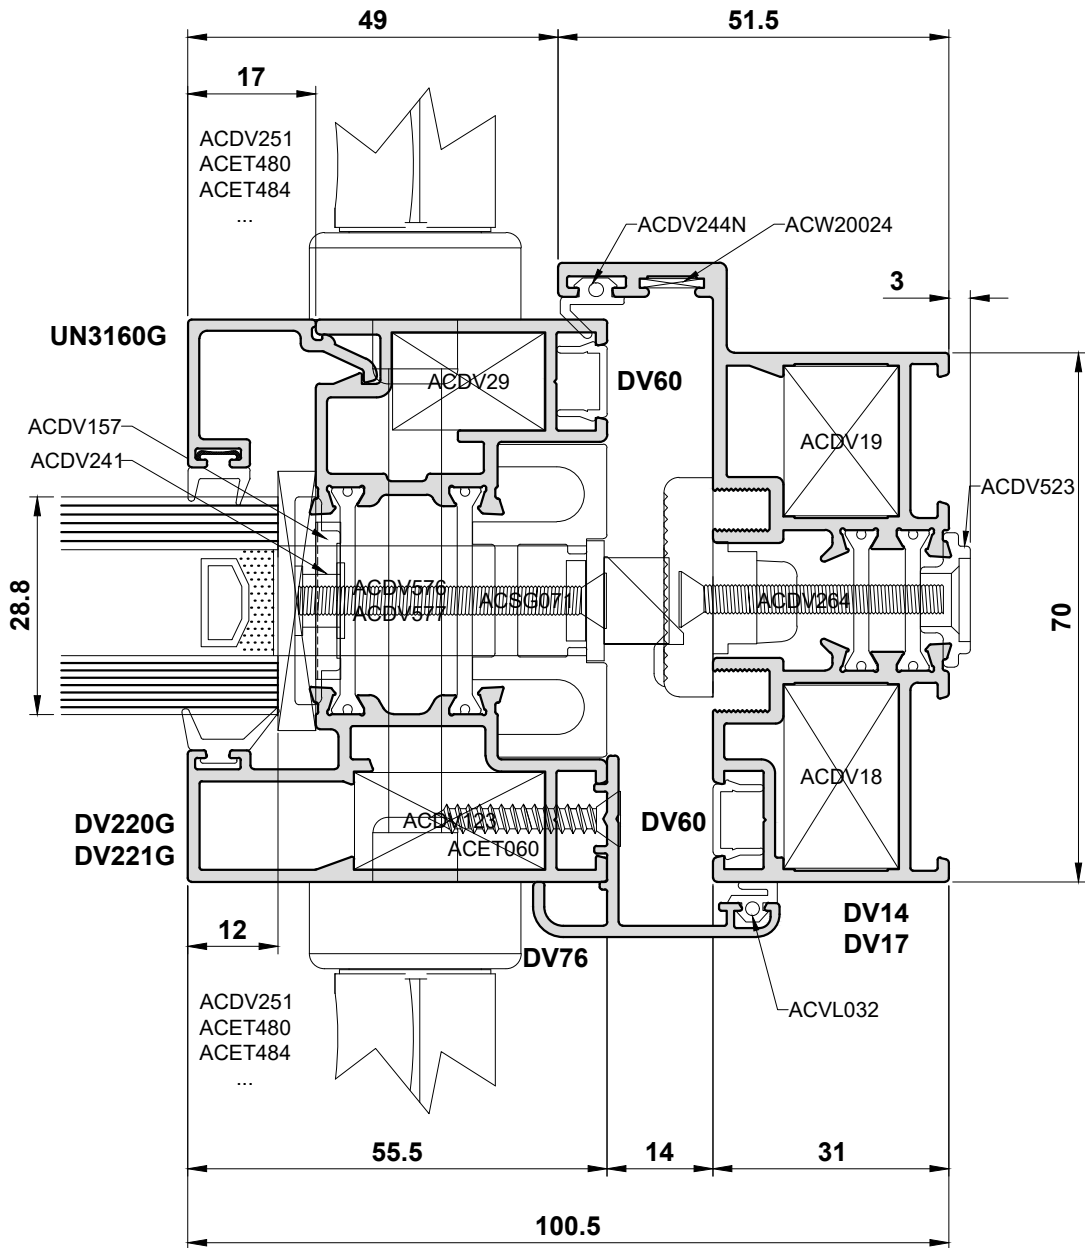 49
51.5
17
ACDV251
ACET480
ACET484
...
ACDV244N
ACW20024
3
UN3160G
ACDV29
DV60
ACDV157
ACDV241
ACDV19
ACDV523
28.8
ACDV576
ACDV577
ACSG071
ACDV264
70
ACDV18
DV220G
DV221G
ACDV123
ACET060
DV60
12
DV76
DV14
DV17
ACDV251
ACET480
ACET484
...
ACVL032
55.5
14
31
100.5